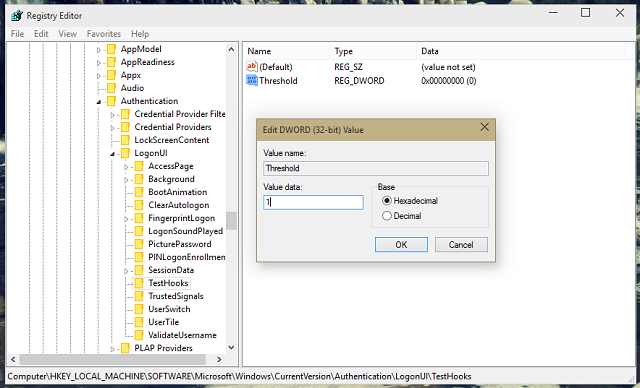 Registry Editor
File Edit View Favorites Help
AppModel
AppReadiness
Appx
Audio
Authentication
Credential Provider Filte
Credential Providers
LockScreenContent
LogonUI
AccessPage
Background
BootAnimation
ClearAutologon
FingerprintLogon
LogonSoundPlayed
PicturePassword
PINLogonEnrollmen
SessionData
TestHooks
TrustedSignals
UserSwitch
UserTile
ValidateUsername
PLAP Providers
Name Type Data
ab (Default) REG_SZ (value not set)
Threshold REG_DWORD 0x00000000 (0)
Edit DWORD (32-bit) Value
Value name:
Threshold
Value data:
1
Base
Hexadecimal
Decimal
OK Cancel
Computer\HKEY_LOCAL_MACHINE\SOFTWARE\Microsoft\Windows\CurrentVersion\Authentication\LogonUI\TestHooks